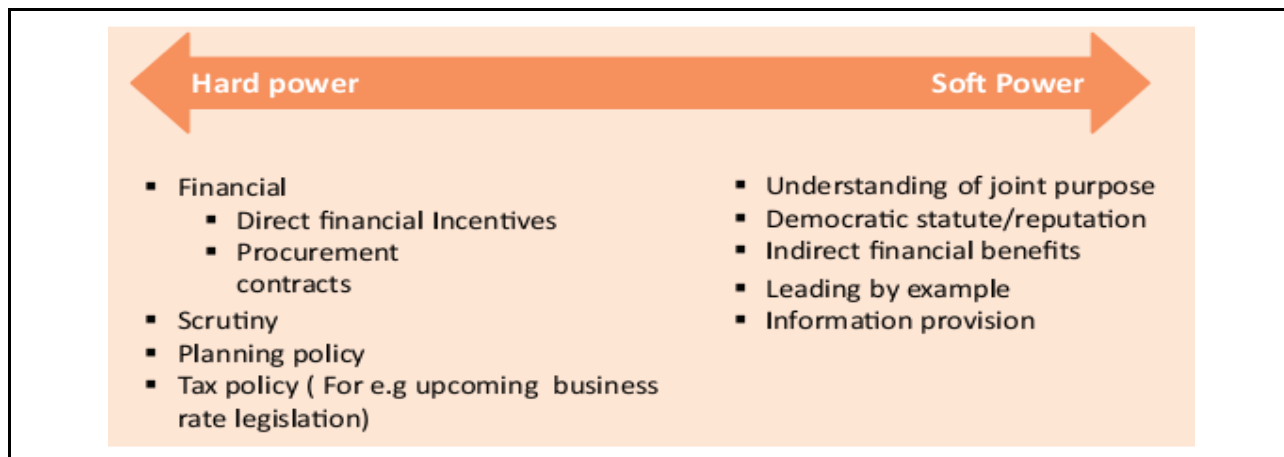 Hard power
Soft Power
▪ Financial
▪ Direct financial Incentives
▪ Procurement
contracts
▪ Scrutiny
▪ Planning policy
▪ Tax policy ( For e.g upcoming business
rate legislation)
▪ Understanding of joint purpose
▪ Democratic statute/reputation
▪ Indirect financial benefits
▪ Leading by example
▪ Information provision